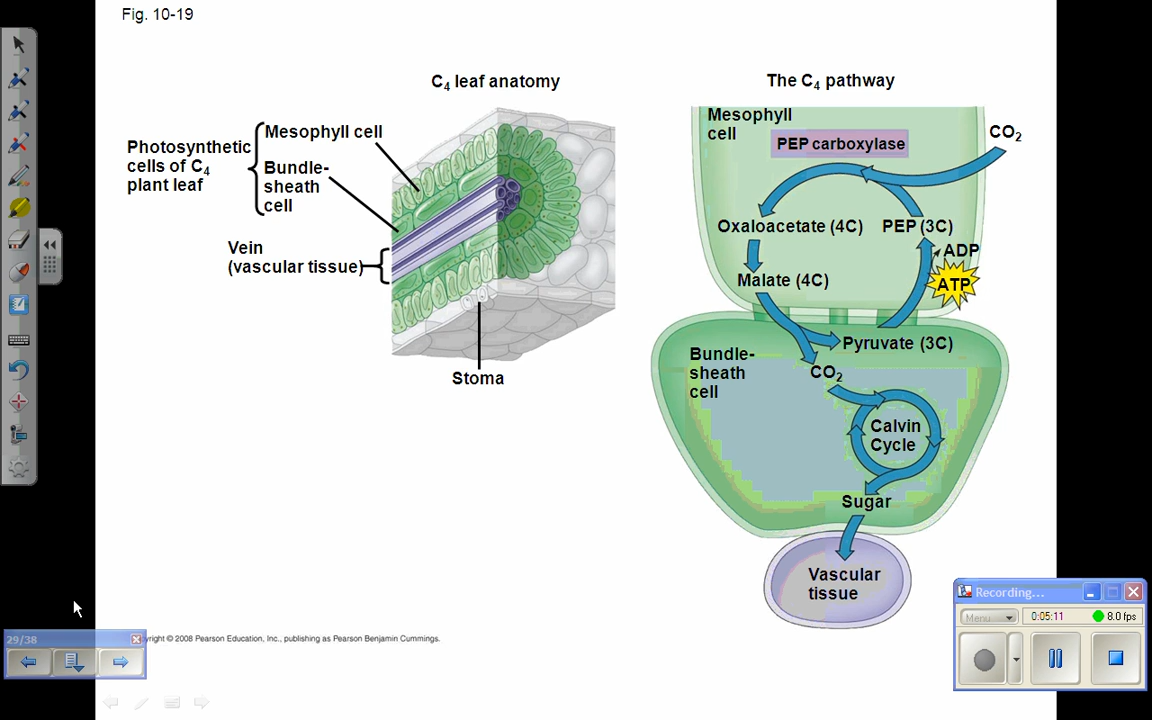 Fig. 10-19
C4 leaf anatomy
Photosynthetic
cells of C4
plant leaf
Mesophyll cell
Bundle-
sheath
cell
Vein
(vascular tissue)
Stoma
The C4 pathway
Mesophyll
cell
PEP carboxylase
CO2
Oxaloacetate (4C)
PEP (3C)
ADP
Malate (4C)
ATP
Pyruvate (3C)
Bundle-
sheath
cell
CO2
Calvin
Cycle
Sugar
Vascular
tissue
29/38
yright © 2008 Pearson Education, Inc., publishing as Pearson Benjamin Cummings.
Recording...
Menu
0:05:11
8.0 fps